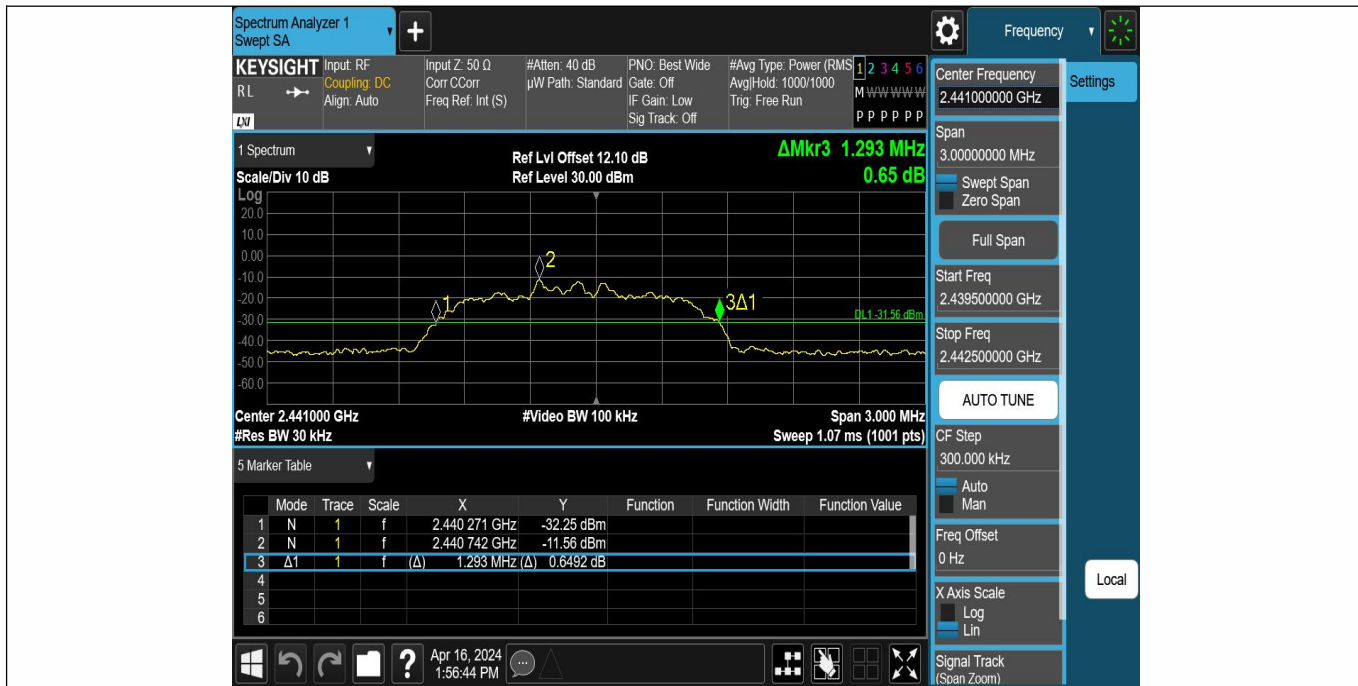 Spectrum Analyzer 1
Swept SA
+
Frequency
KEYSIGHT
RL
LXI
Input: RF
Coupling: DC
Align: Auto
Input Z: 50 Ω
Corr CCorr
Freq Ref: Int (S)
#Atten: 40 dB
µW Path: Standard
PNO: Best Wide
Gate: Off
IF Gain: Low
Sig Track: Off
#Avg Type: Power (RMS
Avg|Hold: 1000/1000
Trig: Free Run
1 2 3 4 5 6
M W W W W W
P P P P P P
1 Spectrum
Scale/Div 10 dB
Ref Lvl Offset 12.10 dB
Ref Level 30.00 dBm
ΔMkr3 1.293 MHz
0.65 dB
Log
20.0
10.0
0.00
-10.0
-20.0
-30.0
-40.0
-50.0
-60.0
1
2
3Δ1
DL1 -31.56 dBm
Center 2.441000 GHz
#Video BW 100 kHz
Span 3.000 MHz
#Res BW 30 kHz
Sweep 1.07 ms (1001 pts)
5 Marker Table
Mode Trace Scale X Y Function Function Width Function Value
1 N 1 f 2.440 271 GHz -32.25 dBm
2 N 1 f 2.440 742 GHz -11.56 dBm
3 Δ1 1 f (Δ) 1.293 MHz (Δ) 0.6492 dB
4
5
6
?
Apr 16, 2024
1:56:44 PM
Center Frequency
2.441000000 GHz
Span
3.00000000 MHz
Swept Span
Zero Span
Full Span
Start Freq
2.439500000 GHz
Stop Freq
2.442500000 GHz
AUTO TUNE
CF Step
300.000 kHz
Auto
Man
Freq Offset
0 Hz
X Axis Scale
Log
Lin
Signal Track
(Span Zoom)
Settings
Local